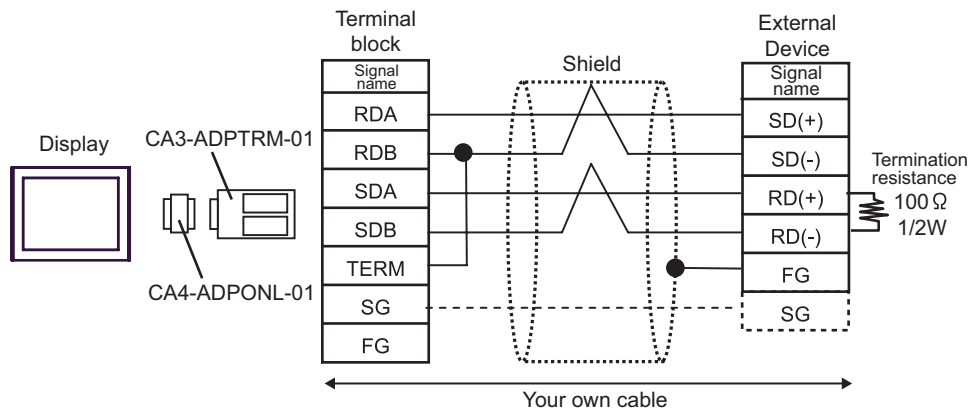 Display
CA3-ADPTRM-01
CA4-ADPONL-01
Terminal
block
Signal
name
RDA
RDB
SDA
SDB
TERM
SG
FG
Shield
External
Device
Signal
name
SD(+)
SD(-)
RD(+)
RD(-)
FG
SG
Termination
resistance
100 Ω
1/2W
Your own cable